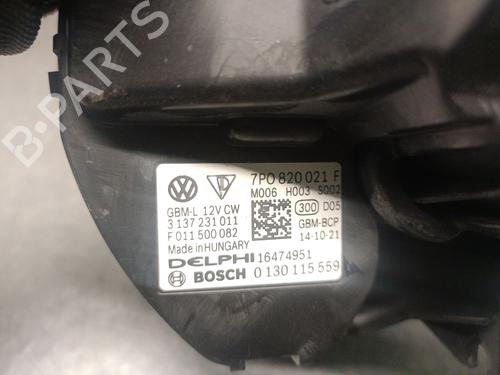 B-PARTS
7P0 820 021 F
M006 H003 S002
GBM-L 12V CW
3 137 231 011
F 011 500 082
Made in HUNGARY
300 D05
GBM-BCP
14-10-21
DELPHI 16474951
BOSCH 0 130 115 559